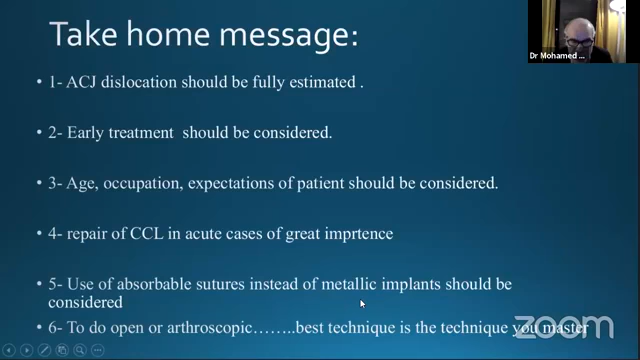 Take home message:
Dr Mohamed ...
• 1- ACJ dislocation should be fully estimated .
• 2- Early treatment should be considered.
• 3- Age, occupation, expectations of patient should be considered.
• 4- repair of CCL in acute cases of great imprtence
• 5- Use of absorbable sutures instead of metallic implants should be
considered
• 6- To do open or arthroscopic……..best technique is the technique you master
zoom